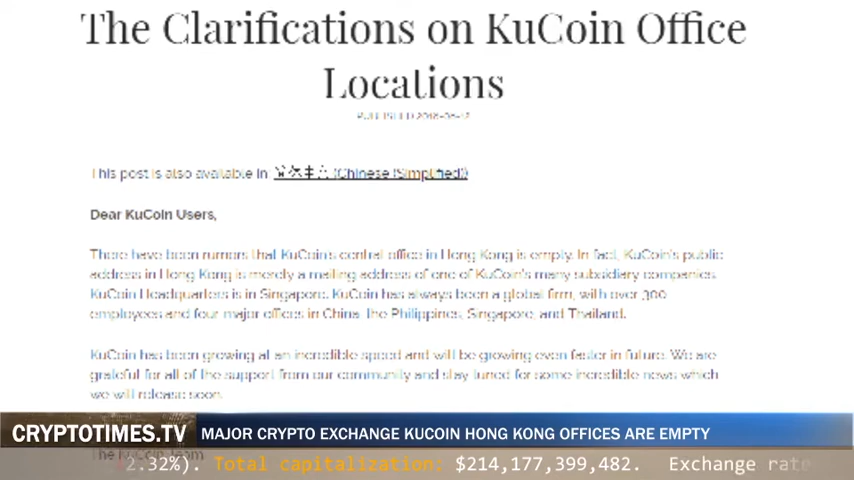 The Clarifications on KuCoin Office
Locations
PUBLISHED 2018-06-12
This post is also available in: 简体中文 (Chinese (Simplified))
Dear KuCoin Users,
There have been rumors that KuCoin's central office in Hong Kong is empty. In fact, KuCoin's public
address in Hong Kong is merely a mailing address of one of KuCoin's many subsidiary companies.
KuCoin Headquarters is in Singapore. KuCoin has always been a global firm, with over 300
employees and four major offices in China, the Philippines, Singapore, and Thailand.
KuCoin has been growing at an incredible speed and will be growing even faster in future. We are
grateful for all of the support from our community and stay tuned for some incredible news which
we will release soon.
CRYPTOTIMES.TV
MAJOR CRYPTO EXCHANGE KUCOIN HONG KONG OFFICES ARE EMPTY
The KuCoin Team
2.32%). Total capitalization: $214,177,399,482. Exchange rate